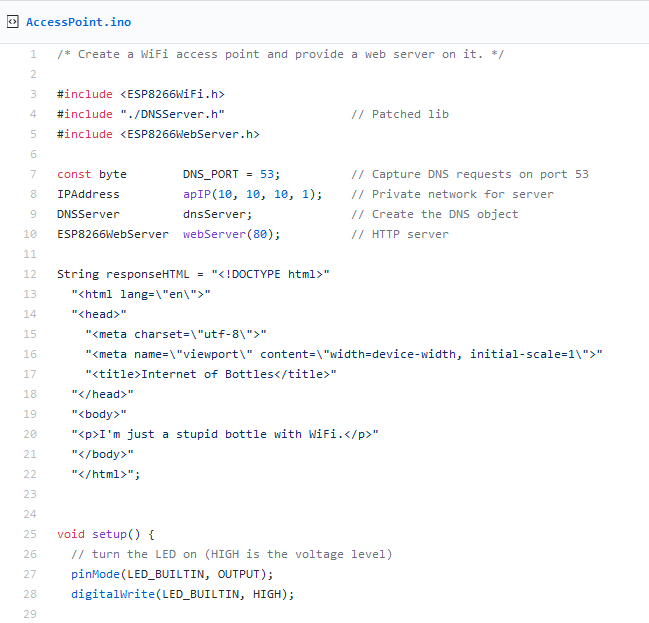 AccessPoint.ino
1 /* Create a WiFi access point and provide a web server on it. */
2
3 #include <ESP8266WiFi.h>
4 #include "./DNSServer.h" // Patched lib
5 #include <ESP8266WebServer.h>
6
7 const byte DNS_PORT = 53; // Capture DNS requests on port 53
8 IPAddress apIP(10, 10, 10, 1); // Private network for server
9 DNSServer dnsServer; // Create the DNS object
10 ESP8266WebServer webServer(80); // HTTP server
11
12 String responseHTML = "<!DOCTYPE html>"
13 "<html lang=\"en\">"
14 "<head>"
15 "<meta charset=\"utf-8\">"
16 "<meta name=\"viewport\" content=\"width=device-width, initial-scale=1\">"
17 "<title>Internet of Bottles</title>"
18 "</head>"
19 "<body>"
20 "<p>I'm just a stupid bottle with WiFi.</p>"
21 "</body>"
22 "</html>";
23
24
25 void setup() {
26 // turn the LED on (HIGH is the voltage level)
27 pinMode(LED_BUILTIN, OUTPUT);
28 digitalWrite(LED_BUILTIN, HIGH);
29